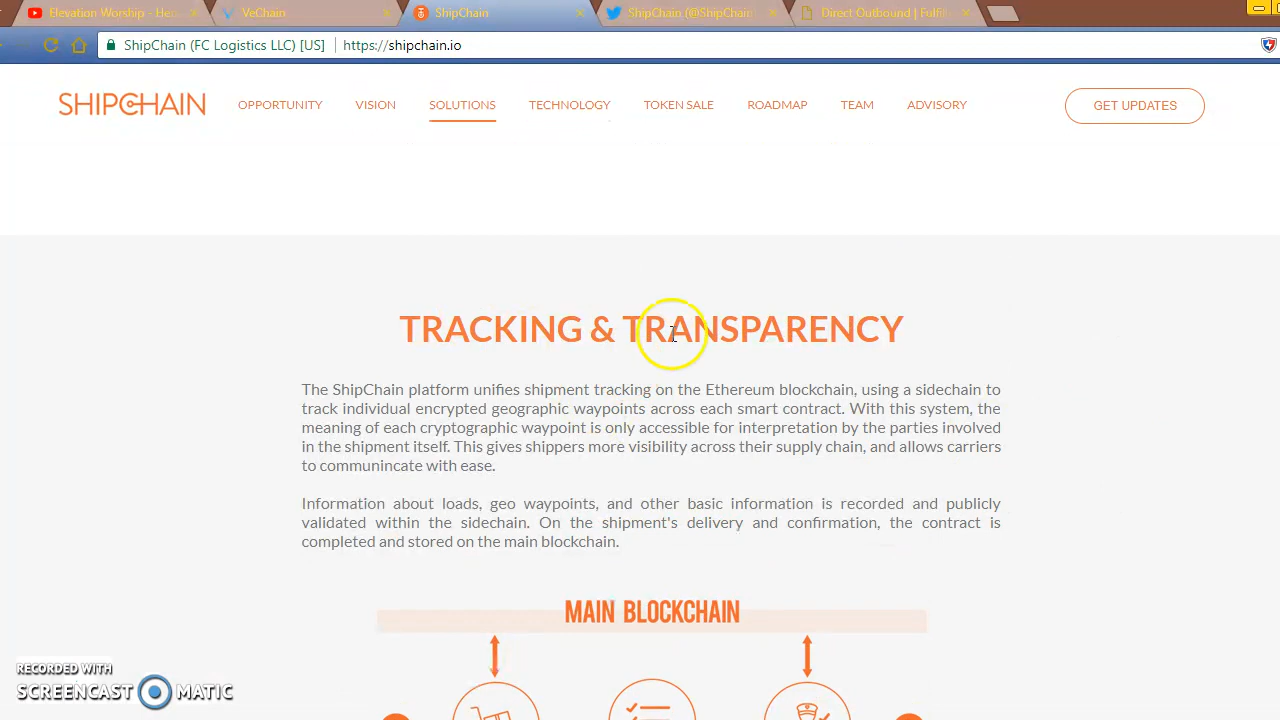 Elevation Worship - Her
VeChain
ShipChain
ShipChain (@ShipChain
Direct Outbound | Fulfi
ShipChain (FC Logistics LLC) [US]
https://shipchain.io
SHIPCHAIN
OPPORTUNITY
VISION
SOLUTIONS
TECHNOLOGY
TOKEN SALE
ROADMAP
TEAM
ADVISORY
GET UPDATES
TRACKING & TRANSPARENCY
The ShipChain platform unifies shipment tracking on the Ethereum blockchain, using a sidechain to
track individual encrypted geographic waypoints across each smart contract. With this system, the
meaning of each cryptographic waypoint is only accessible for interpretation by the parties involved
in the shipment itself. This gives shippers more visibility across their supply chain, and allows carriers
to communincate with ease.
Information about loads, geo waypoints, and other basic information is recorded and publicly
validated within the sidechain. On the shipment's delivery and confirmation, the contract is
completed and stored on the main blockchain.
MAIN BLOCKCHAIN
RECORDED WITH
SCREENCAST MATIC